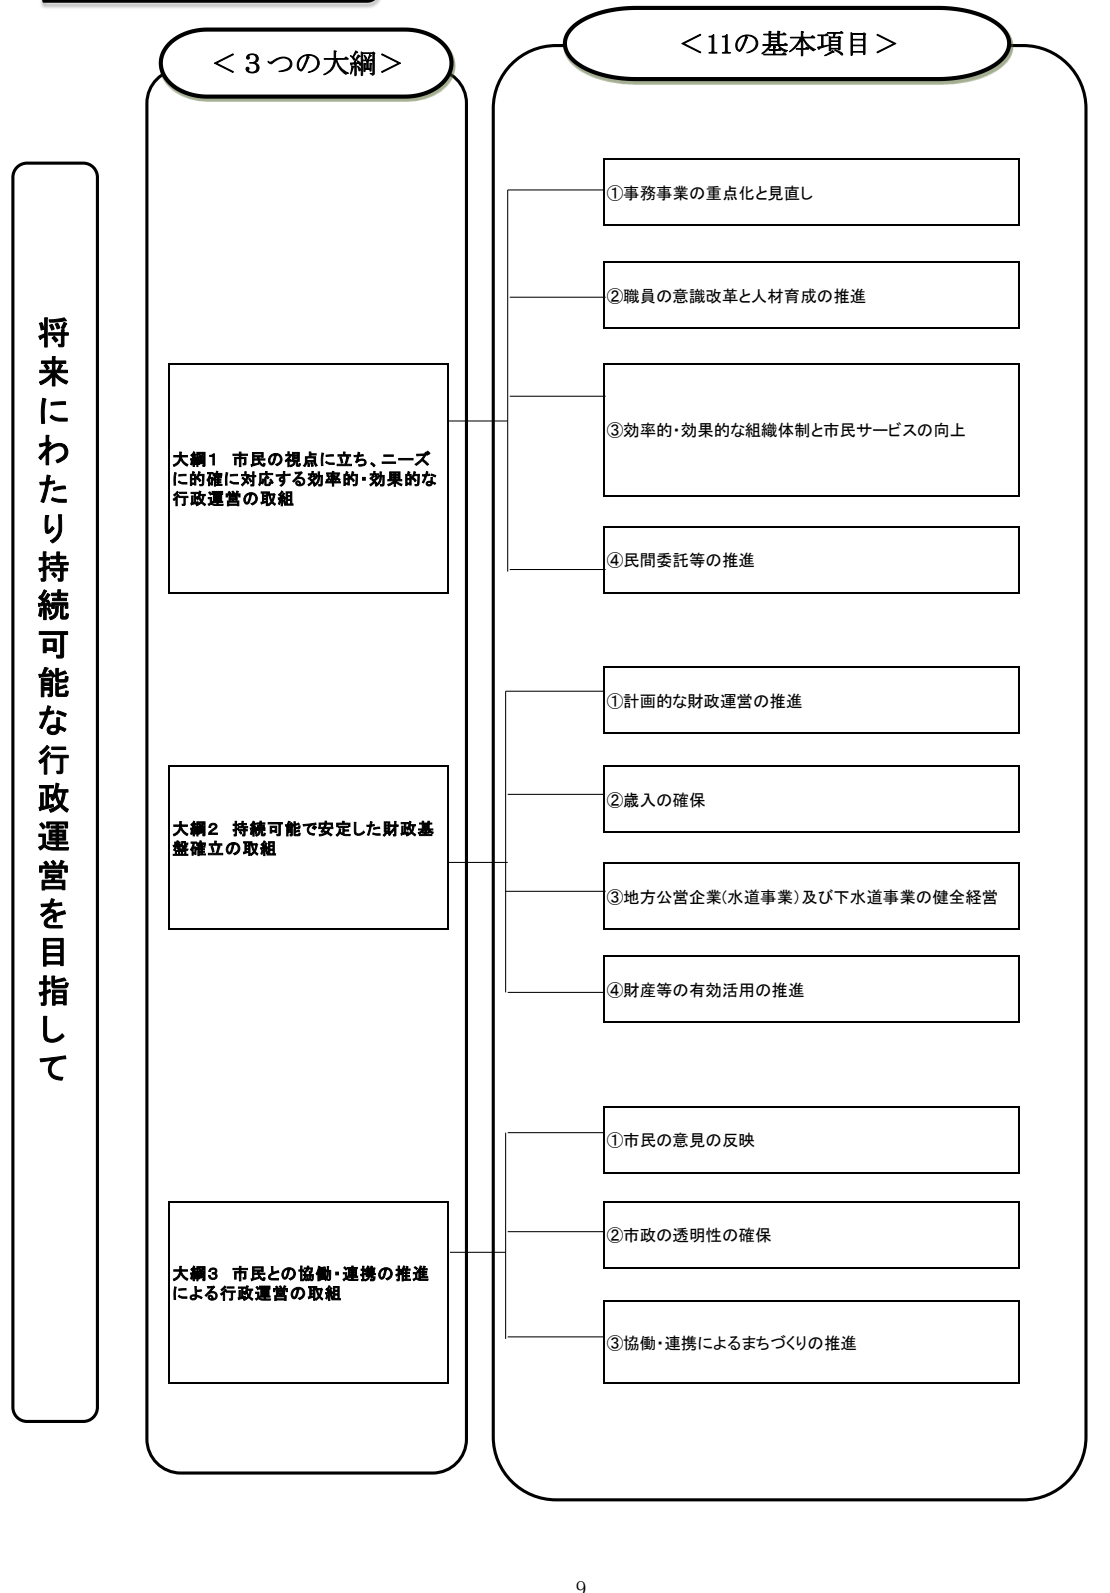 ＜３つの大綱＞
＜11の基本項目＞
将来にわたり持続可能な行政運営を目指して
大綱1　市民の視点に立ち、ニーズ
に的確に対応する効率的・効果的な
行政運営の取組
①事務事業の重点化と見直し
②職員の意識改革と人材育成の推進
③効率的・効果的な組織体制と市民サービスの向上
④民間委託等の推進
大綱2　持続可能で安定した財政基
盤確立の取組
①計画的な財政運営の推進
②歳入の確保
③地方公営企業(水道事業)及び下水道事業の健全経営
④財産等の有効活用の推進
大綱3　市民との協働・連携の推進
による行政運営の取組
①市民の意見の反映
②市政の透明性の確保
③協働・連携によるまちづくりの推進
9